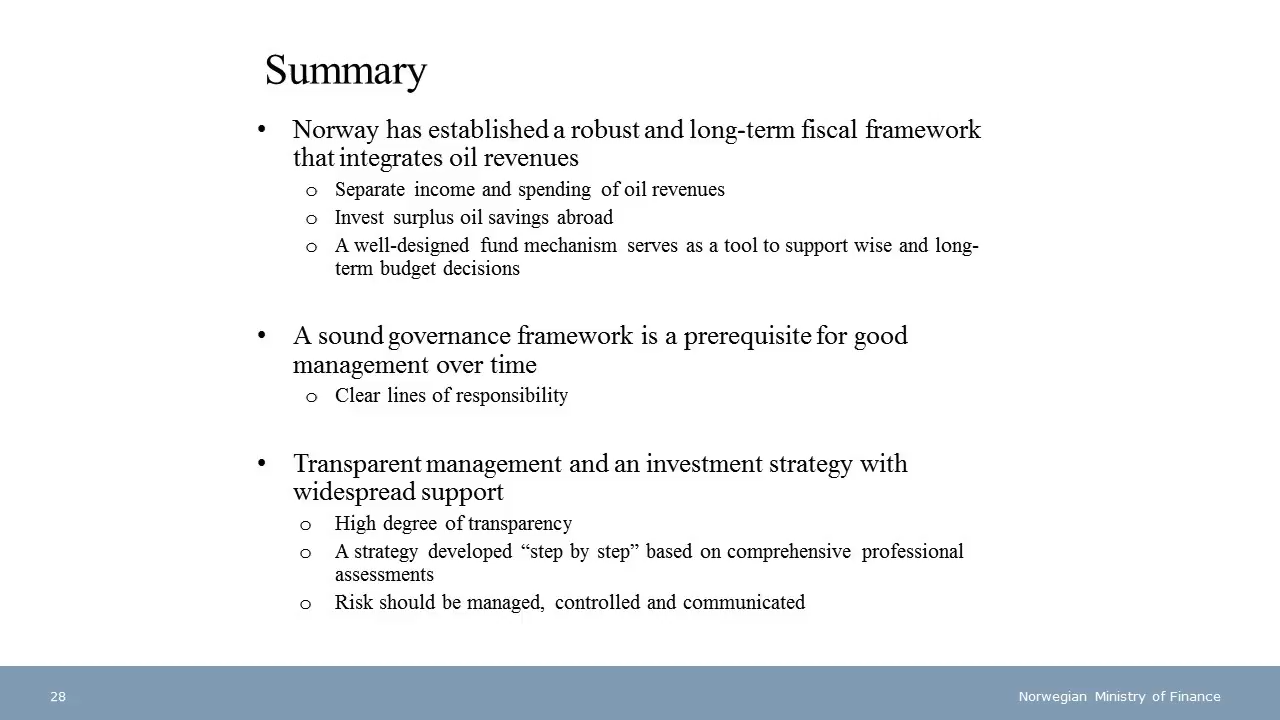 Summary
• Norway has established a robust and long-term fiscal framework
that integrates oil revenues
o Separate income and spending of oil revenues
o Invest surplus oil savings abroad
o A well-designed fund mechanism serves as a tool to support wise and long-
term budget decisions
• A sound governance framework is a prerequisite for good
management over time
o Clear lines of responsibility
• Transparent management and an investment strategy with
widespread support
o High degree of transparency
o A strategy developed “step by step” based on comprehensive professional
assessments
o Risk should be managed, controlled and communicated
28
Norwegian Ministry of Finance